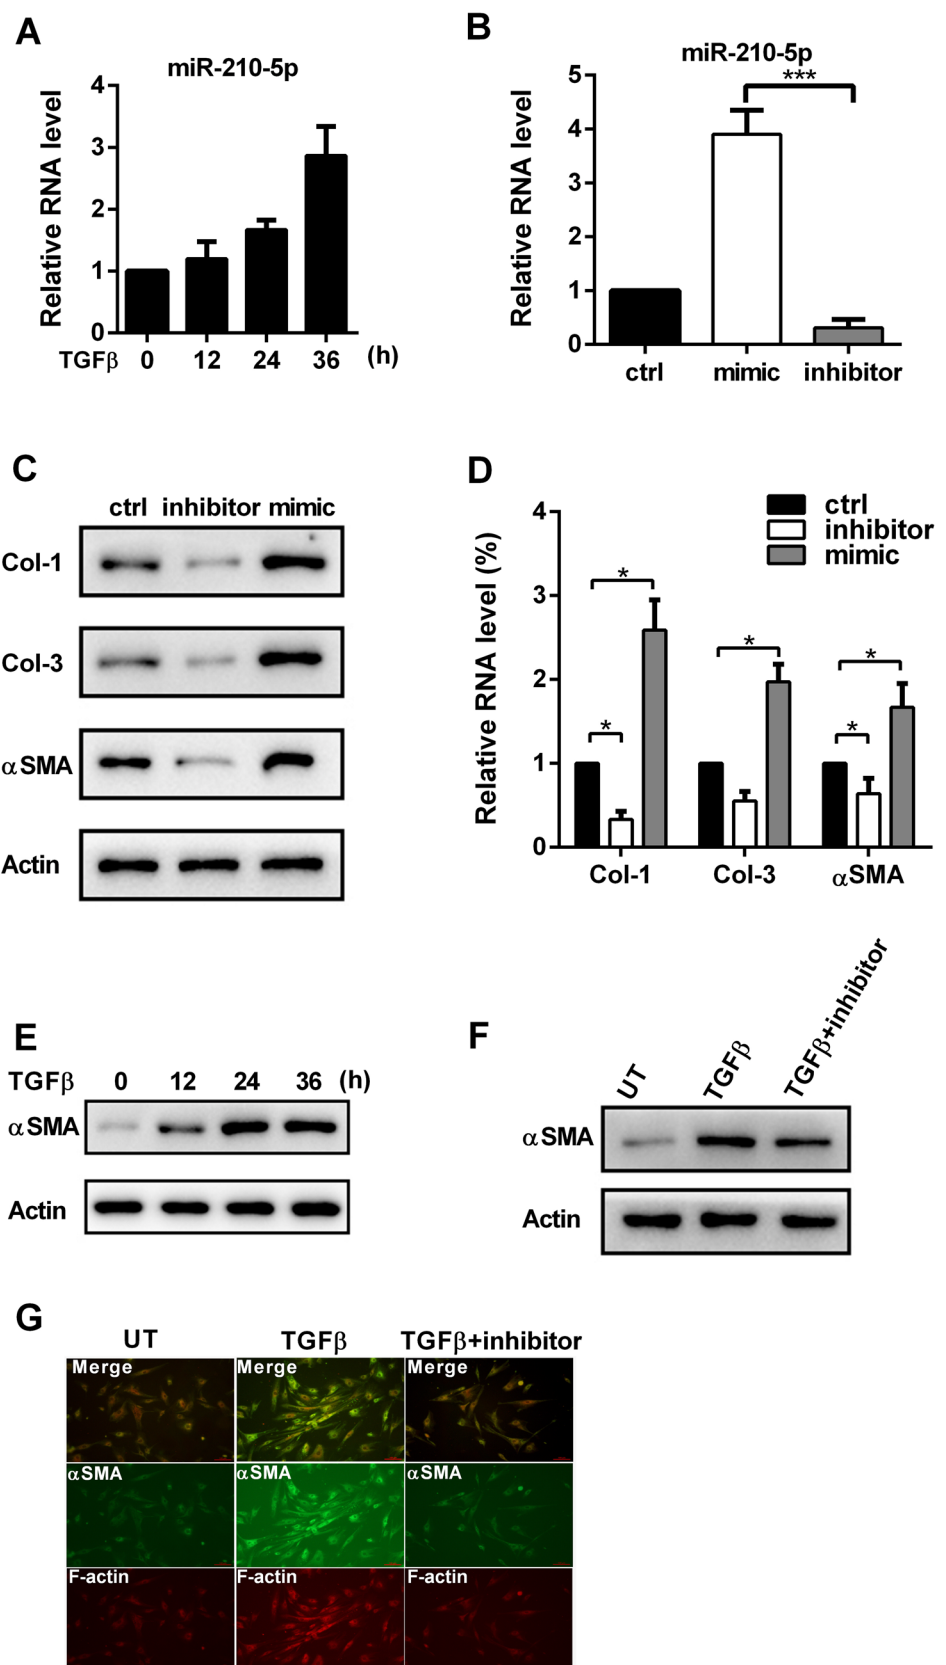 A
miR-210-5p
Relative RNA level
4
3
2
1
0
TGFβ 0 12 24 36 (h)
B
miR-210-5p
***
Relative RNA level
5
4
3
2
1
0
ctrl mimic inhibitor
C
ctrl inhibitor mimic
Col-1
Col-3
αSMA
Actin
D
ctrl
inhibitor
mimic
Relative RNA level (%)
4
3
2
1
0
* *
*
* *
Col-1 Col-3 αSMA
E
TGFβ 0 12 24 36 (h)
αSMA
Actin
F
UT TGFβ TGFβ+inhibitor
αSMA
Actin
G
UT TGFβ TGFβ+inhibitor
Merge Merge Merge
αSMA αSMA αSMA
F-actin F-actin F-actin